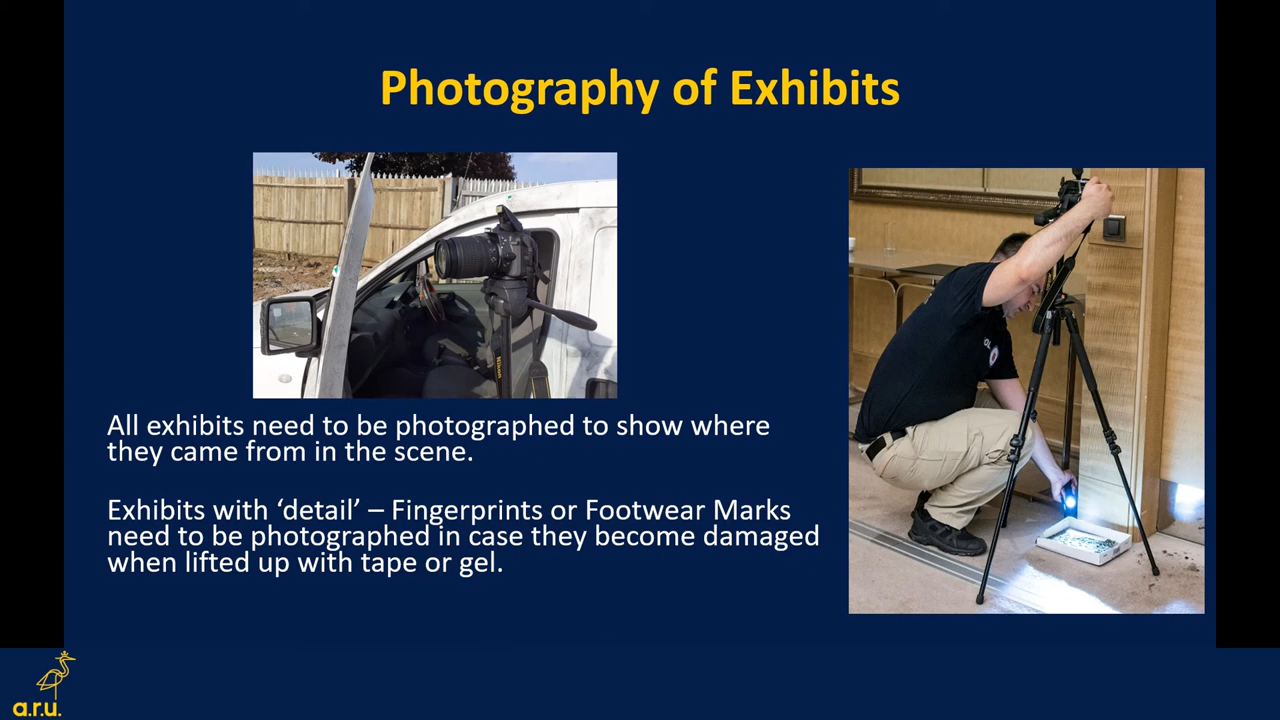 Photography of Exhibits
All exhibits need to be photographed to show where
they came from in the scene.
Exhibits with ‘detail’ – Fingerprints or Footwear Marks
need to be photographed in case they become damaged
when lifted up with tape or gel.
a.r.u.